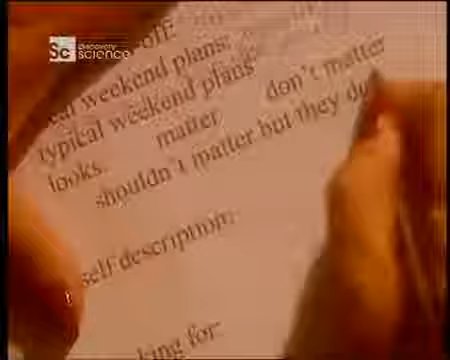 Sc discovery science
weekend plans:
typical weekend plans
looks. matter don't matter
shouldn't matter but they do
self description:
king for: